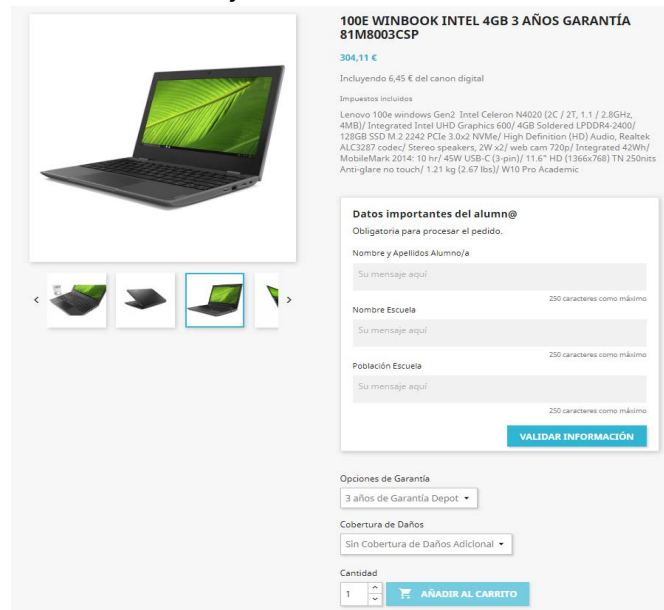 100E WINBOOK INTEL 4GB 3 AÑOS GARANTÍA
81M8003CSP
304,11 €
Incluyendo 6,45 € del canon digital
Impuestos incluidos
Lenovo 100e windows Gen2 Intel Celeron N4020 (2C / 2T, 1.1 / 2.8GHz,
4MB)/ Integrated Intel UHD Graphics 600/ 4GB Soldered LPDDR4-2400/
128GB SSD M.2 2242 PCIe 3.0x2 NVMe/ High Definition (HD) Audio, Realtek
ALC3287 codec/ Stereo speakers, 2W x2/ web cam 720p/ Integrated 42Wh/
MobileMark 2014: 10 hr/ 45W USB-C (3-pin)/ 11.6" HD (1366x768) TN 250nits
Anti-glare no touch/ 1.21 kg (2.67 lbs)/ W10 Pro Academic
Datos importantes del alumn@
Obligatoria para procesar el pedido.
Nombre y Apellidos Alumno/a
Su mensaje aquí
250 caracteres como máximo
Nombre Escuela
Su mensaje aquí
250 caracteres como máximo
Población Escuela
Su mensaje aquí
250 caracteres como máximo
VALIDAR INFORMACIÓN
Opciones de Garantía
3 años de Garantía Depot
Cobertura de Daños
Sin Cobertura de Daños Adicional
Cantidad
1
AÑADIR AL CARRITO